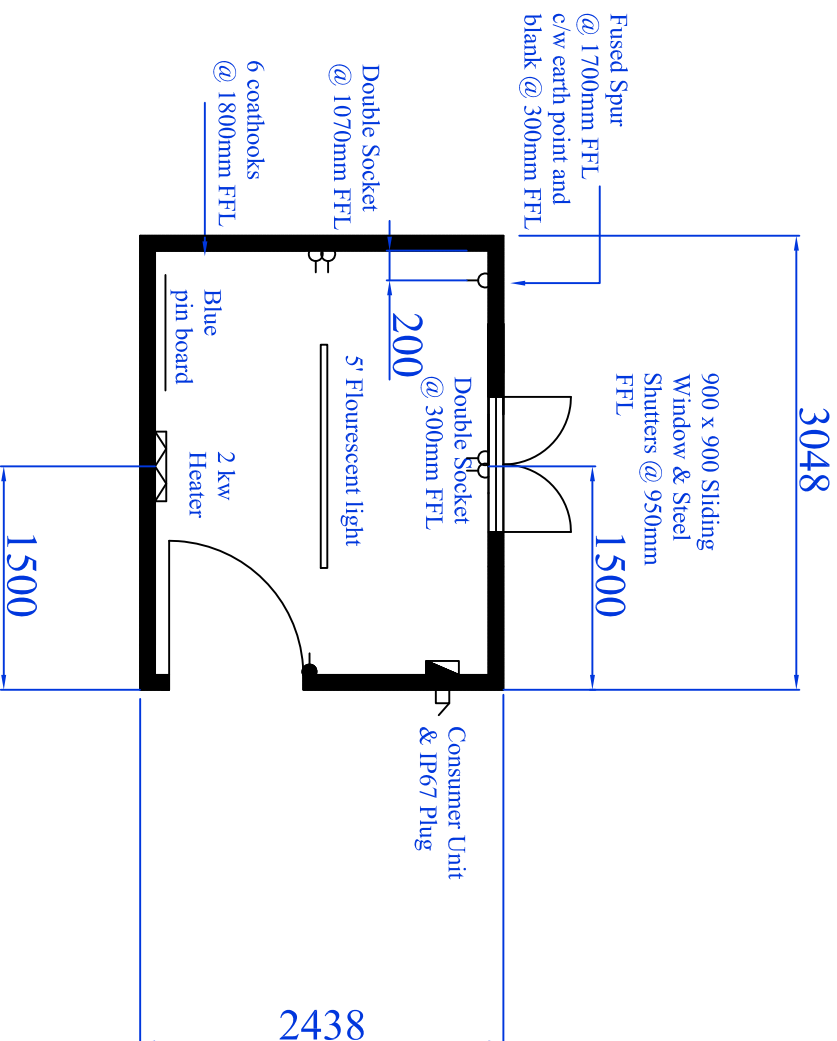 Fused Spur
@ 1700mm FFL
c/w earth point and
blank @ 300mm FFL
Double Socket
@ 1070mm FFL
6 coathooks
@ 1800mm FFL
3048
900 x 900 Sliding
Window & Steel
Shutters @ 950mm
FFL
200
Double Socket
@ 300mm FFL
5' Flourescent light
Blue
pin board
2 kw
Heater
1500
1500
Consumer Unit
& IP67 Plug
2438